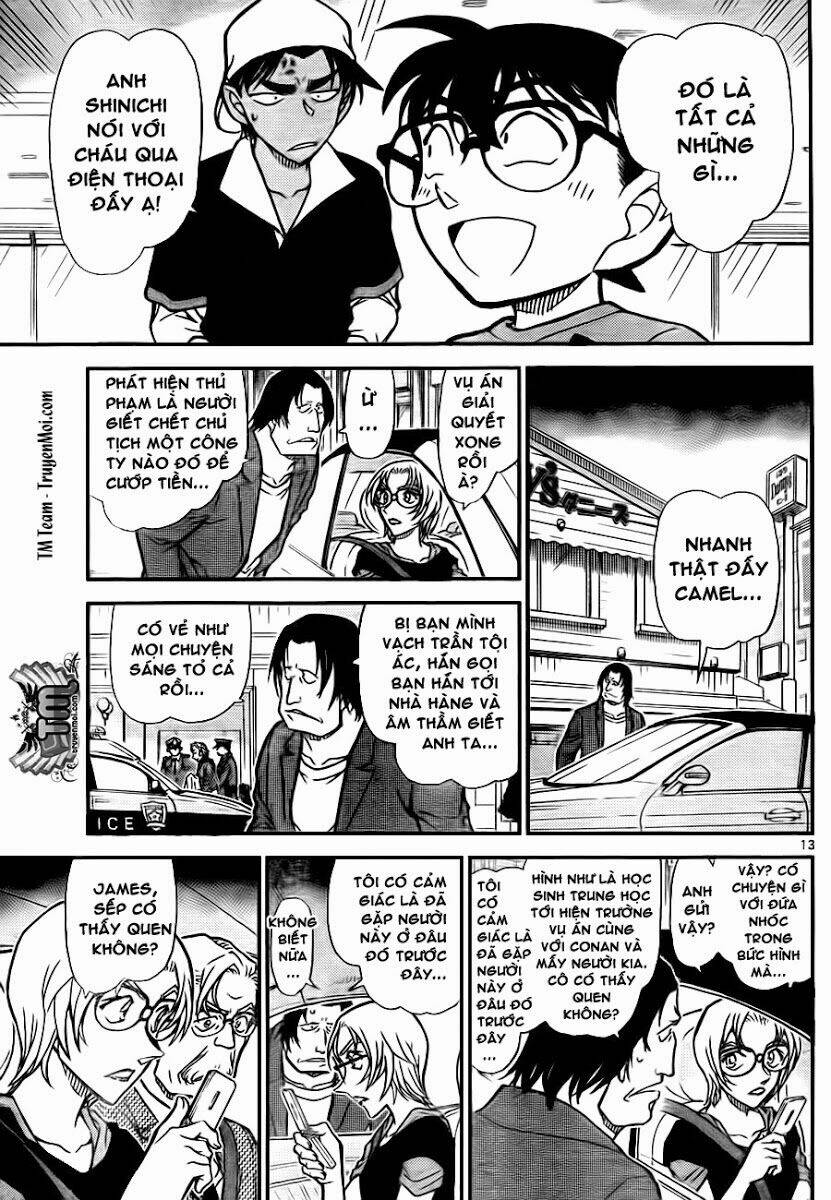 ĐÓ LÀ
TẤT CẢ
NHỮNG
GÌ...
ANH
SHINICHI
NÓI VỚI
CHÁU QUA
ĐIỆN THOẠI
ĐẤY Ạ!
NHANH
THẬT ĐẤY
CAMEL...
VỤ ÁN
GIẢI
QUYẾT
XONG
RỒI
À?
Ừ
...
PHÁT HIỆN THỦ
PHẠM LÀ NGƯỜI
GIẾT CHẾT CHỦ
TỊCH MỘT CÔNG
TY NÀO ĐÓ ĐỂ
CƯỚP TIỀN...
BỊ BẠN MÌNH
VẠCH TRẦN TỘI
ÁC, HẮN GỌI
BẠN HẮN TỚI
NHÀ HÀNG VÀ
ÂM THẦM GIẾT
ANH TA...
CÓ VẺ NHƯ
MỌI CHUYỆN
SÁNG TỎ CẢ
RỒI...
ICE
13
VẬY? CÓ
CHUYỆN GÌ
VỚI ĐỨA
NHÓC
TRONG
BỨC HÌNH
MÀ...
ANH
GỬI
VẬY?
HÌNH NHƯ LÀ HỌC
SINH TRUNG HỌC
TỚI HIỆN TRƯỜNG
VỤ ÁN CÙNG
VỚI CONAN VÀ
MẤY NGƯỜI KIA.
CÔ CÓ THẤY
QUEN
KHÔNG?
TÔI
CÓ
CẢM
GIÁC LÀ
ĐÃ GẶP
NGƯỜI
NÀY Ở
ĐÂU ĐÓ
TRƯỚC
ĐÂY
...
TÔI CÓ CẢM
GIÁC LÀ ĐÃ
GẶP NGƯỜI
NÀY Ở ĐÂU
ĐÓ TRƯỚC
ĐÂY...
KHÔNG
BIẾT
NỮA...
JAMES,
SẾP CÓ
THẤY QUEN
KHÔNG?
TM Team - TruyenMoi.com
TM
truyenmoi.com